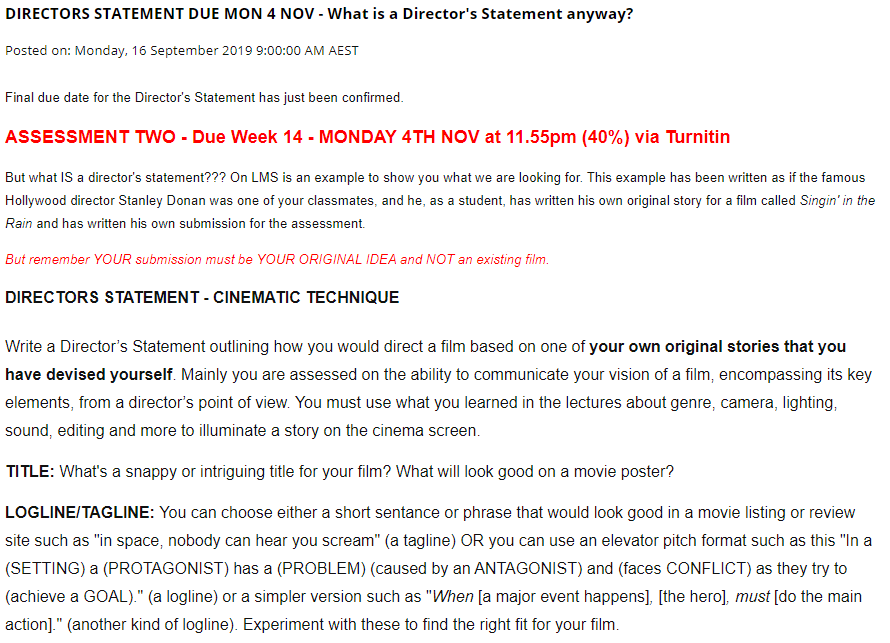 DIRECTORS STATEMENT DUE MON 4 NOV - What is a Director's Statement anyway?
Posted on: Monday, 16 September 2019 9:00:00 AM AEST
Final due date for the Director's Statement has just been confirmed.
ASSESSMENT TWO - Due Week 14 - MONDAY 4TH NOV at 11.55pm (40%) via Turnitin
But what IS a director's statement??? On LMS is an example to show you what we are looking for. This example has been written as if the famous
Hollywood director Stanley Donan was one of your classmates, and he, as a student, has written his own original story for a film called Singin' in the
Rain and has written his own submission for the assessment.
But remember YOUR submission must be YOUR ORIGINAL IDEA and NOT an existing film.
DIRECTORS STATEMENT - CINEMATIC TECHNIQUE
Write a Director’s Statement outlining how you would direct a film based on one of your own original stories that you
have devised yourself. Mainly you are assessed on the ability to communicate your vision of a film, encompassing its key
elements, from a director’s point of view. You must use what you learned in the lectures about genre, camera, lighting,
sound, editing and more to illuminate a story on the cinema screen.
TITLE: What's a snappy or intriguing title for your film? What will look good on a movie poster?
LOGLINE/TAGLINE: You can choose either a short sentence or phrase that would look good in a movie listing or review
site such as "in space, nobody can hear you scream" (a tagline) OR you can use an elevator pitch format such as this "In a
(SETTING) a (PROTAGONIST) has a (PROBLEM) (caused by an ANTAGONIST) and (faces CONFLICT) as they try to
(achieve a GOAL)." (a logline) or a simpler version such as "When [a major event happens], [the hero], must [do the main
action]." (another kind of logline). Experiment with these to find the right fit for your film.